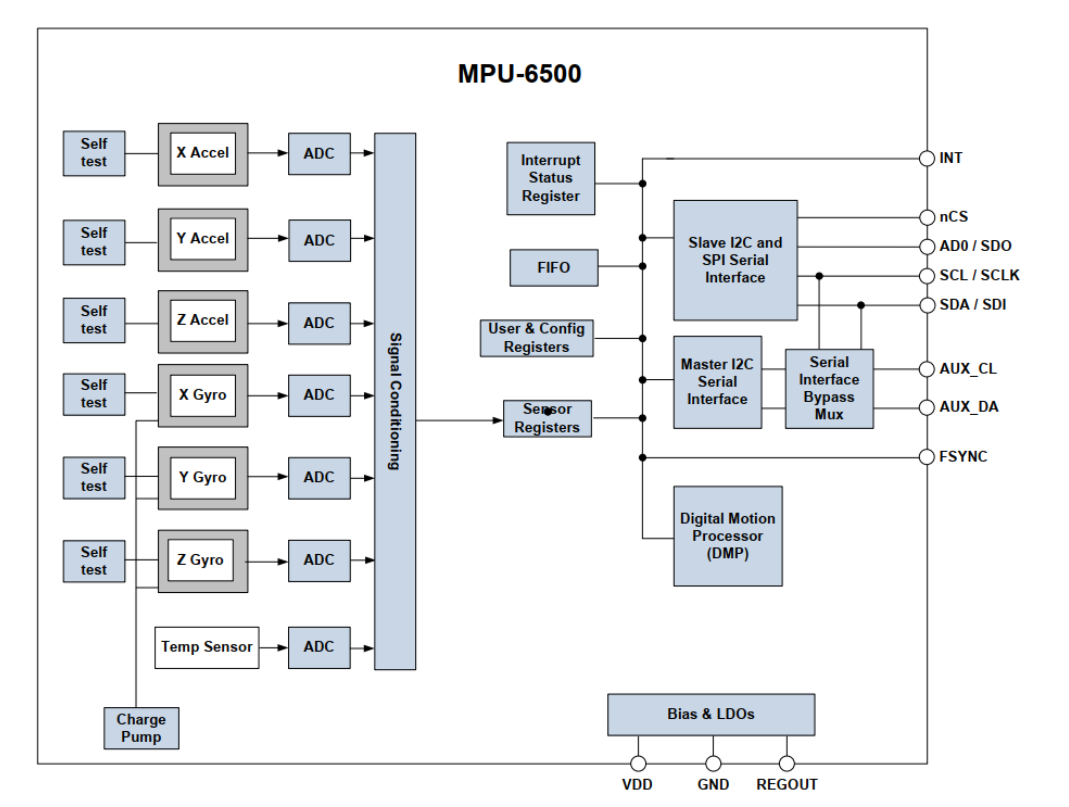 MPU-6500
Self
test
X Accel
ADC
Self
test
Y Accel
ADC
Self
test
Z Accel
ADC
Self
test
X Gyro
ADC
Self
test
Y Gyro
ADC
Self
test
Z Gyro
ADC
Temp Sensor
ADC
Charge
Pump
Signal Conditioning
Interrupt
Status
Register
FIFO
User & Config
Registers
Sensor
Registers
Slave I2C and
SPI Serial
Interface
Master I2C
Serial
Interface
Serial
Interface
Bypass
Mux
Digital Motion
Processor
(DMP)
INT
nCS
AD0 / SDO
SCL / SCLK
SDA / SDI
AUX_CL
AUX_DA
FSYNC
Bias & LDOs
VDD
GND
REGOUT